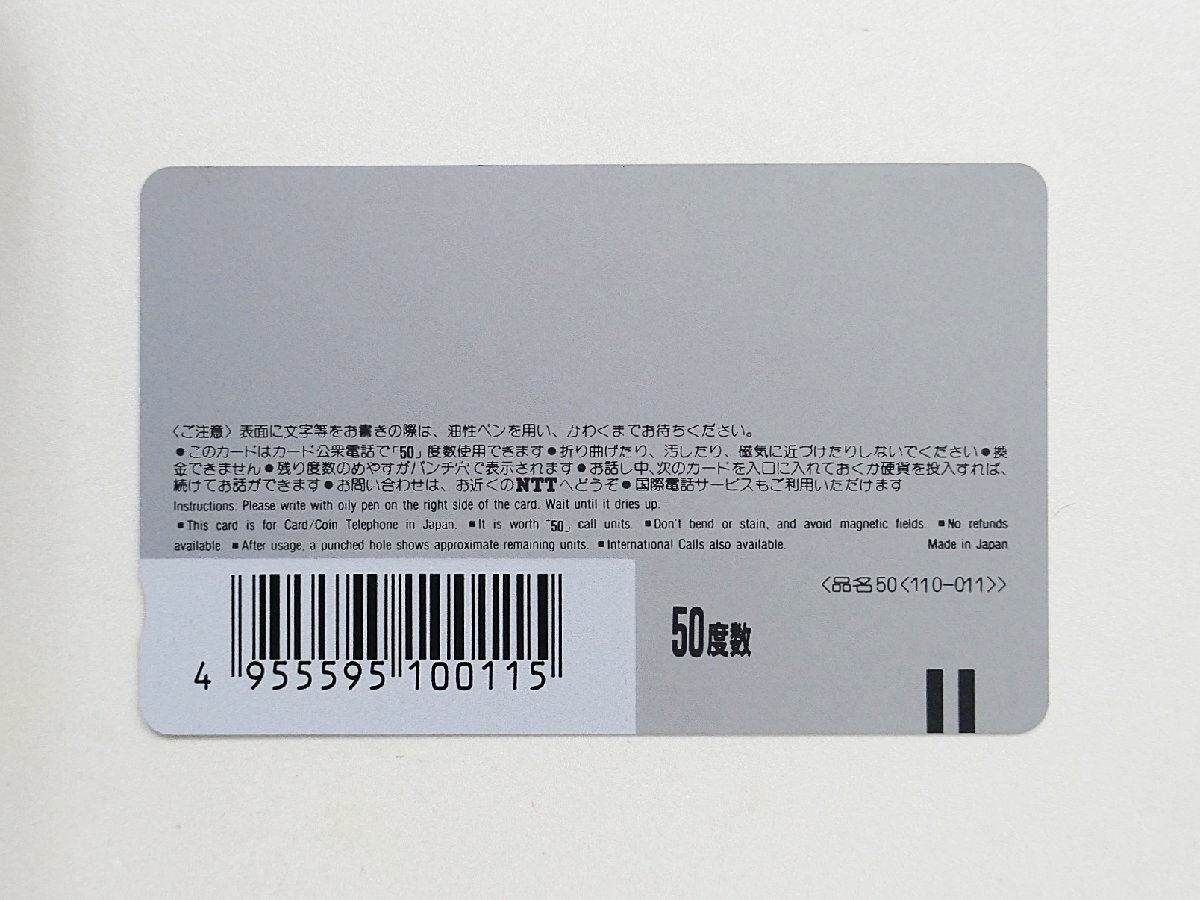 〈ご注意〉表面に文字等をお書きの際は、油性ペンを用い、かわくまでお待ちください。
●このカードはカード公衆電話で「50」度数使用できます●折り曲げたり、汚したり、磁気に近づけたりしないでください●換
金できません●残り度数のめやすがパンチ穴で表示されます●お話し中、次のカードを入口に入れておくか硬貨を投入すれば、
続けてお話ができます●お問い合わせは、お近くのNTTへどうぞ●国際電話サービスもご利用いただけます
Instructions: Please write with oily pen on the right side of the card. Wait until it dries up.
■This card is for Card/Coin Telephone in Japan. ■It is worth「50」call units. ■Don't bend or stain, and avoid magnetic fields. ■No refunds
available. ■After usage, a punched hole shows approximate remaining units. ■International Calls also available. Made in Japan
〈品名50〈110-011〉〉
50度数
4 955595 100115